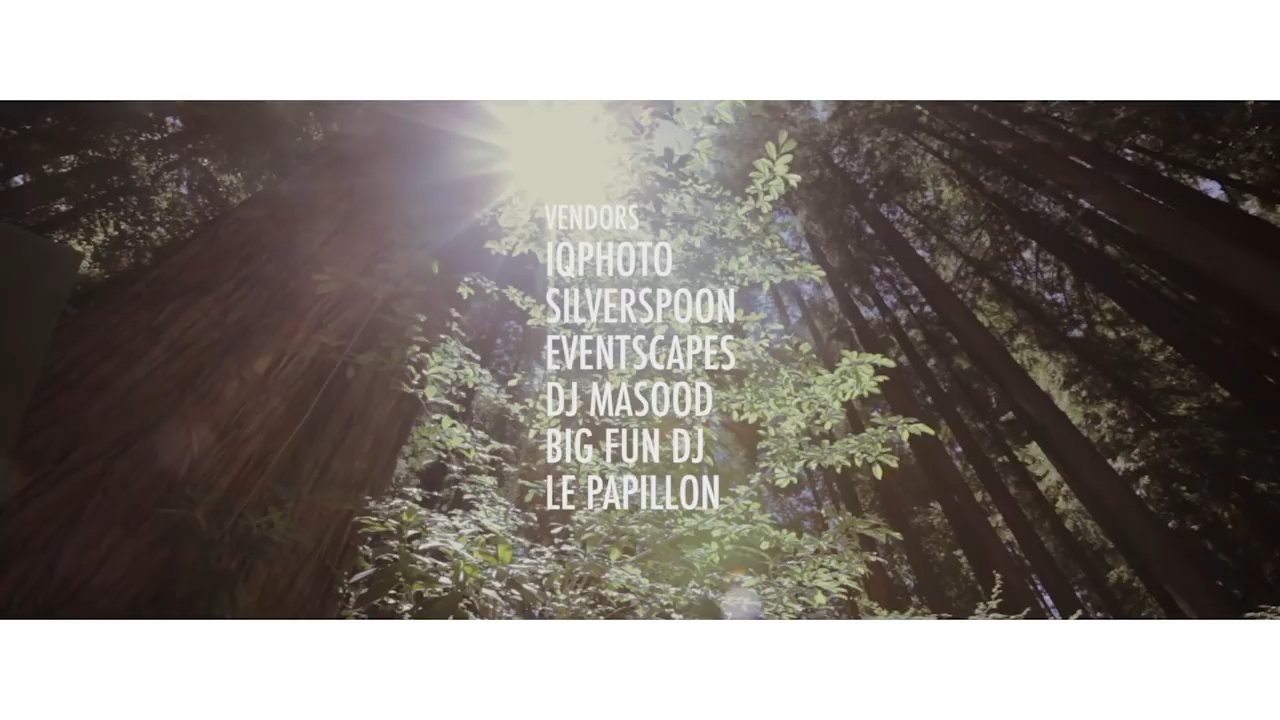 VENDORS
IQPHOTO
SILVERSPOON
EVENTSCAPES
DJ MASOOD
BIG FUN DJ
LE PAPILLON